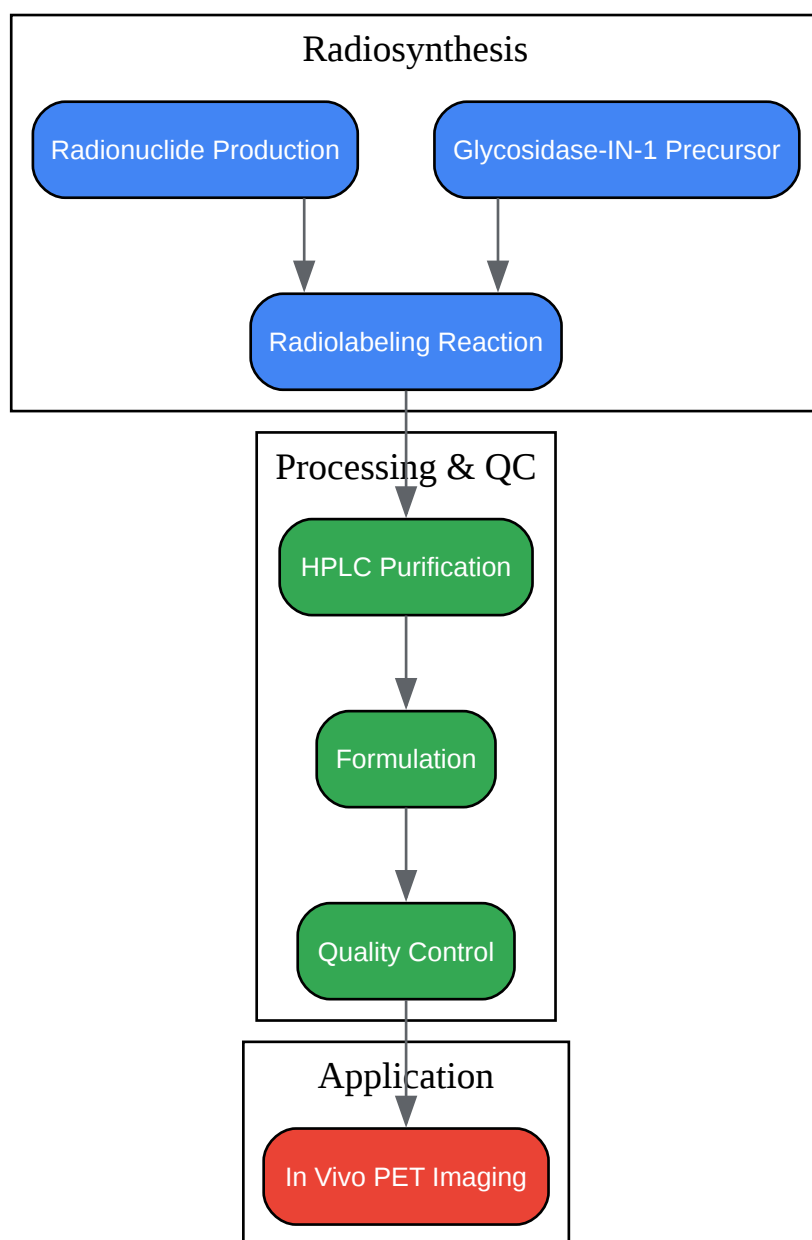 Radiosynthesis
Radionuclide Production
Glycosidase-IN-1 Precursor
Radiolabeling Reaction
Processing & QC
HPLC Purification
Formulation
Quality Control
Application
In Vivo PET Imaging